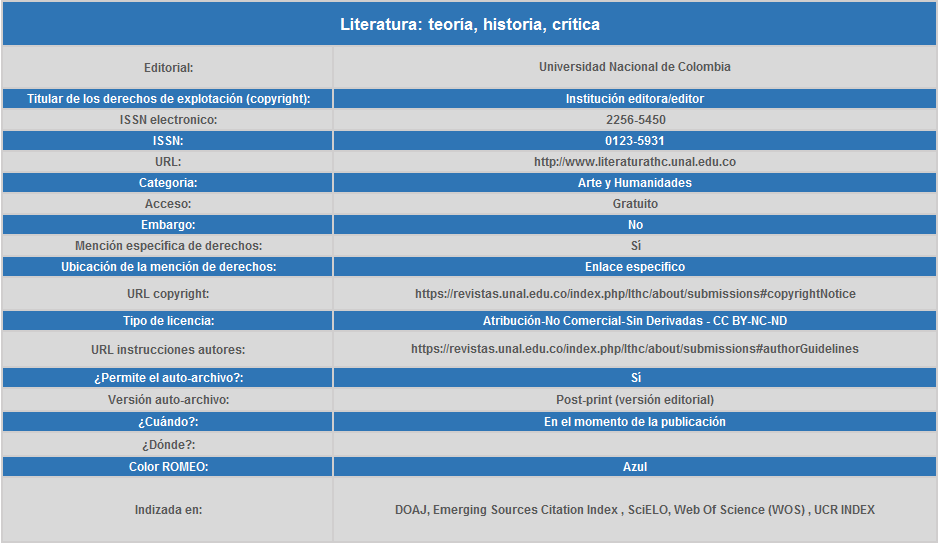 Literatura: teoría, historia, crítica
Editorial: Universidad Nacional de Colombia
Titular de los derechos de explotación (copyright): Institución editora/editor
ISSN electronico: 2256-5450
ISSN: 0123-5931
URL: http://www.literaturathc.unal.edu.co
Categoria: Arte y Humanidades
Acceso: Gratuito
Embargo: No
Mención especifica de derechos: Sí
Ubicación de la mención de derechos: Enlace especifico
URL copyright: https://revistas.unal.edu.co/index.php/lthc/about/submissions#copyrightNotice
Tipo de licencia: Atribución-No Comercial-Sin Derivadas - CC BY-NC-ND
URL instrucciones autores: https://revistas.unal.edu.co/index.php/lthc/about/submissions#authorGuidelines
¿Permite el auto-archivo?: Sí
Versión auto-archivo: Post-print (versión editorial)
¿Cuándo?: En el momento de la publicación
¿Dónde?:
Color ROMEO: Azul
Indizada en: DOAJ, Emerging Sources Citation Index , SciELO, Web Of Science (WOS) , UCR INDEX